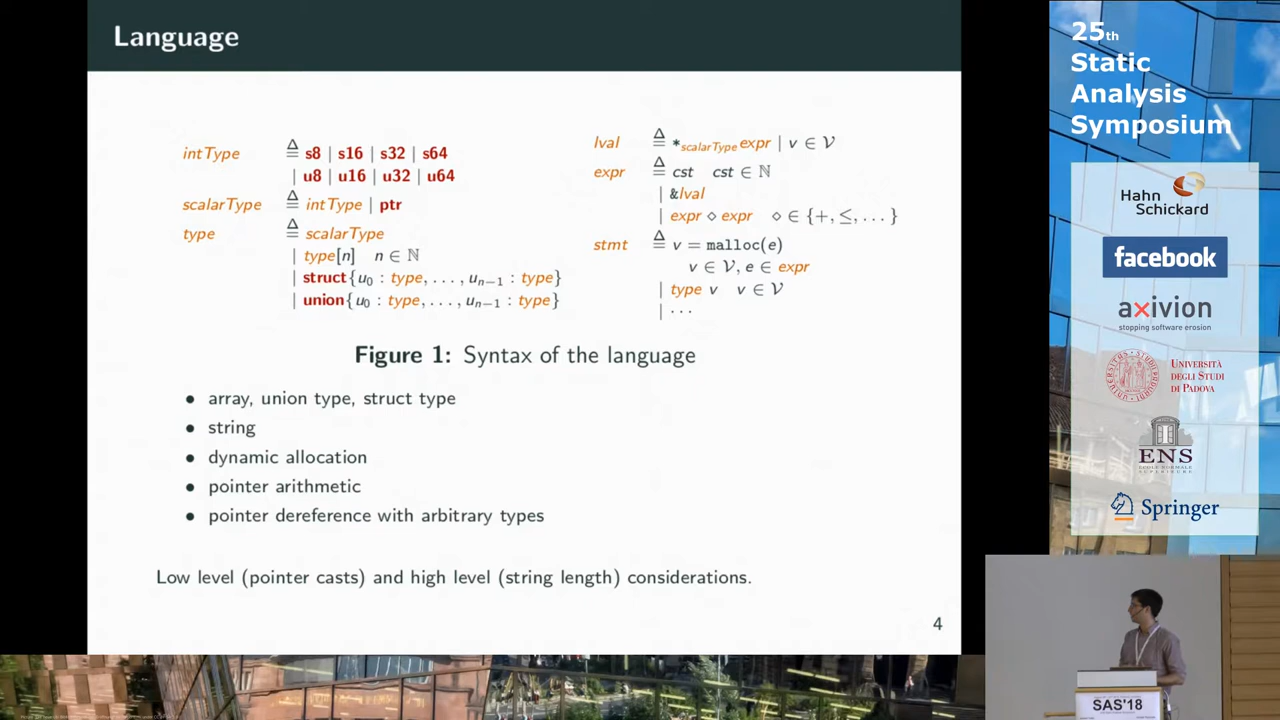 Language
intType ≜ s8 | s16 | s32 | s64
| u8 | u16 | u32 | u64
scalarType ≜ intType | ptr
type ≜ scalarType
| type[n] n ∈ ℕ
| struct{u₀ : type, . . . , uₙ₋₁ : type}
| union{u₀ : type, . . . , uₙ₋₁ : type}
lval ≜ *scalarType expr | v ∈ 𝒱
expr ≜ cst cst ∈ ℕ
| &lval
| expr ⋄ expr ⋄ ∈ {+, ≤, . . . }
stmt ≜ v = malloc(e)
v ∈ 𝒱, e ∈ expr
| type v v ∈ 𝒱
| · · ·
Figure 1: Syntax of the language
• array, union type, struct type
• string
• dynamic allocation
• pointer arithmetic
• pointer dereference with arbitrary types
Low level (pointer casts) and high level (string length) considerations.
4
25th
Static
Analysis
Symposium
Hahn
Schickard
facebook
axivion
stopping software erosion
UNIVERSITÀ
DEGLI STUDI
DI PADOVA
ENS
Springer
SAS'18